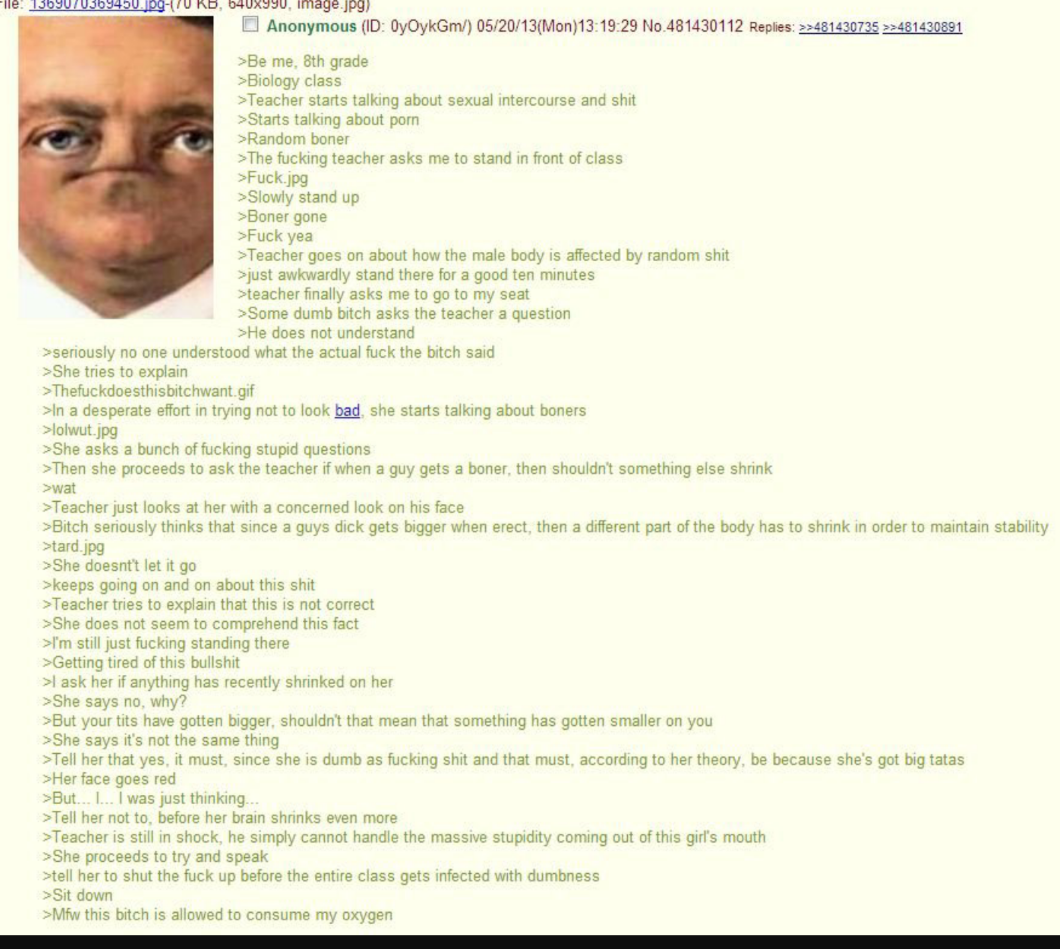 File: 1369070369450.jpg-(70 KB, 640x990, image.jpg)
Anonymous (ID: 0yOykGm/) 05/20/13(Mon)13:19:29 No.481430112 Replies: >>481430735 >>481430891
>Be me, 8th grade
>Biology class
>Teacher starts talking about sexual intercourse and shit
>Starts talking about porn
>Random boner
>The fucking teacher asks me to stand in front of class
>Fuck.jpg
>Slowly stand up
>Boner gone
>Fuck yea
>Teacher goes on about how the male body is affected by random shit
>just awkwardly stand there for a good ten minutes
>teacher finally asks me to go to my seat
>Some dumb bitch asks the teacher a question
>He does not understand
>seriously no one understood what the actual fuck the bitch said
>She tries to explain
>Thefuckdoesthisbitchwant.gif
>In a desperate effort in trying not to look bad, she starts talking about boners
>lolwut.jpg
>She asks a bunch of fucking stupid questions
>Then she proceeds to ask the teacher if when a guy gets a boner, then shouldn't something else shrink
>wat
>Teacher just looks at her with a concerned look on his face
>Bitch seriously thinks that since a guys dick gets bigger when erect, then a different part of the body has to shrink in order to maintain stability
>tard.jpg
>She doesnt't let it go
>keeps going on and on about this shit
>Teacher tries to explain that this is not correct
>She does not seem to comprehend this fact
>I'm still just fucking standing there
>Getting tired of this bullshit
>I ask her if anything has recently shrinked on her
>She says no, why?
>But your tits have gotten bigger, shouldn't that mean that something has gotten smaller on you
>She says it's not the same thing
>Tell her that yes, it must, since she is dumb as fucking shit and that must, according to her theory, be because she's got big tatas
>Her face goes red
>But... I... I was just thinking...
>Tell her not to, before her brain shrinks even more
>Teacher is still in shock, he simply cannot handle the massive stupidity coming out of this girl's mouth
>She proceeds to try and speak
>tell her to shut the fuck up before the entire class gets infected with dumbness
>Sit down
>Mfw this bitch is allowed to consume my oxygen